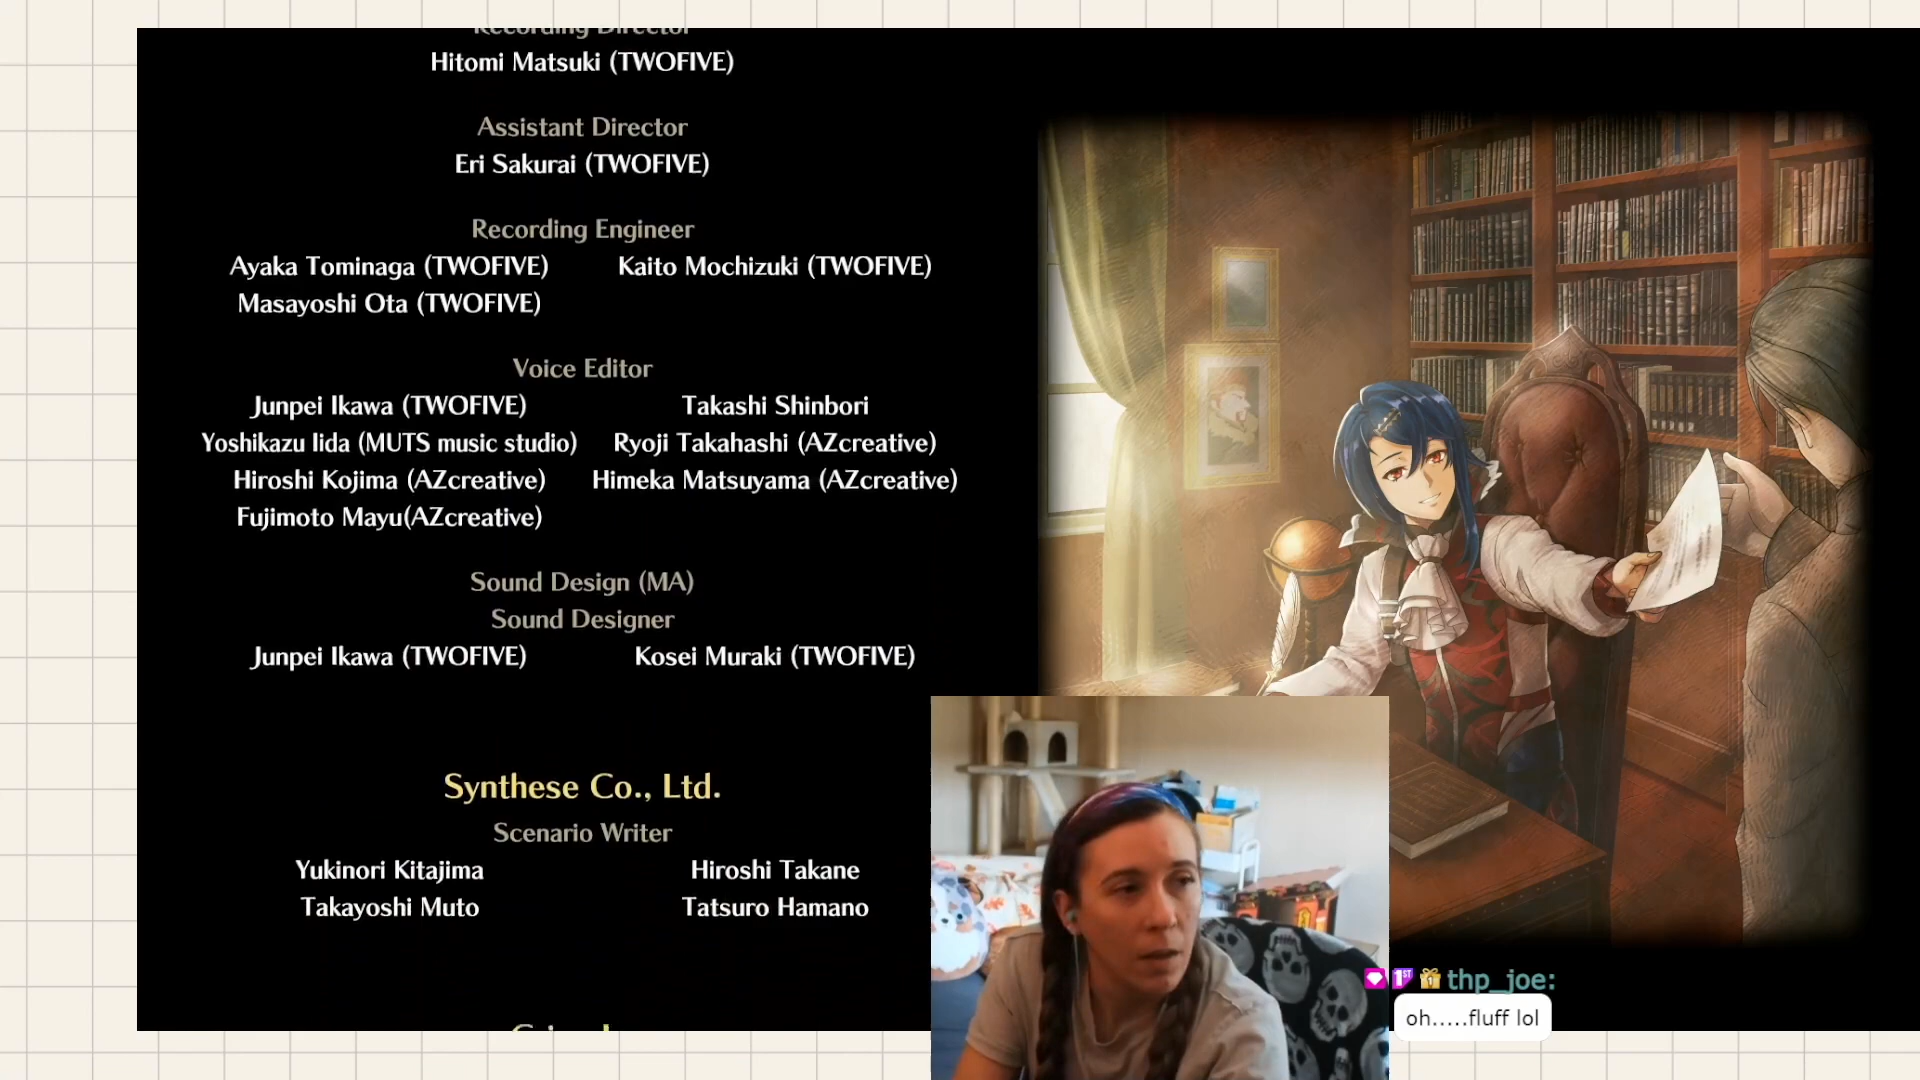 Recording Director
Hitomi Matsuki (TWOFIVE)
Assistant Director
Eri Sakurai (TWOFIVE)
Recording Engineer
Ayaka Tominaga (TWOFIVE) Kaito Mochizuki (TWOFIVE)
Masayoshi Ota (TWOFIVE)
Voice Editor
Junpei Ikawa (TWOFIVE) Takashi Shinbori
Yoshikazu Iida (MUTS music studio) Ryoji Takahashi (AZcreative)
Hiroshi Kojima (AZcreative) Himeka Matsuyama (AZcreative)
Fujimoto Mayu(AZcreative)
Sound Design (MA)
Sound Designer
Junpei Ikawa (TWOFIVE) Kosei Muraki (TWOFIVE)
Synthese Co., Ltd.
Scenario Writer
Yukinori Kitajima Hiroshi Takane
Takayoshi Muto Tatsuro Hamano
1ST thp_joe:
oh.....fluff lol